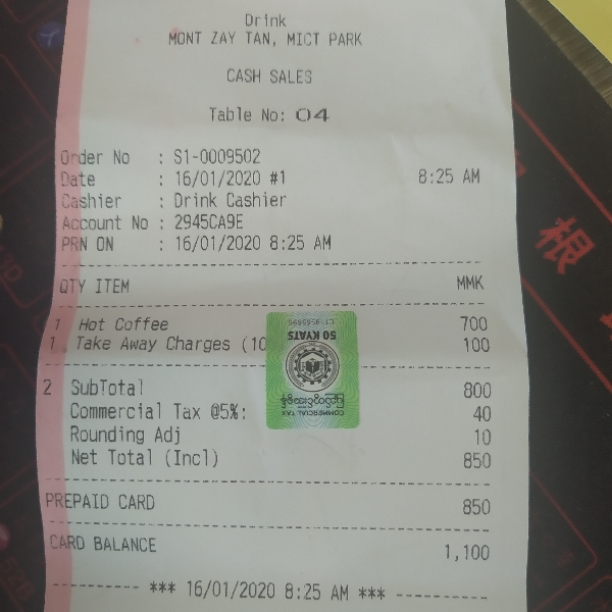 Drink
MONT ZAY TAN, MICT PARK
CASH SALES
Table No: 04
Order No : S1-0009502
Date : 16/01/2020 #1 8:25 AM
Cashier : Drink Cashier
Account No : 2945CA9E
PRN ON : 16/01/2020 8:25 AM
QTY ITEM MMK
1 Hot Coffee 700
1 Take Away Charges (10 100
50 KYATS
COMMERCIAL TAX
2 SubTotal 800
Commercial Tax @5%: 40
Rounding Adj 10
Net Total (Incl) 850
PREPAID CARD 850
CARD BALANCE 1,100
*** 16/01/2020 8:25 AM ***
根